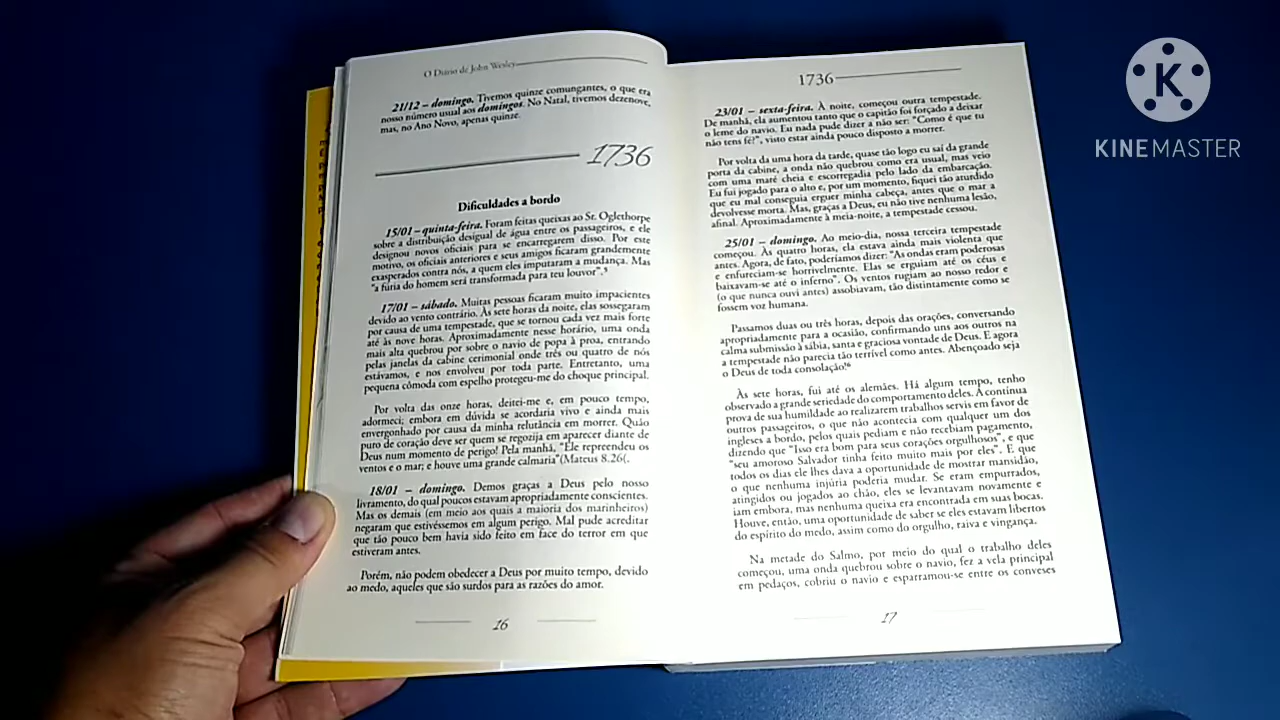 O Diário de John Wesley
21/12 – domingo. Tivemos quinze comungantes, o que era
nosso número usual aos domingos. No Natal, tivemos dezenove,
mas, no Ano Novo, apenas quinze.
1736
Dificuldades a bordo
15/01 – quinta-feira. Foram feitas queixas ao Sr. Oglethorpe
sobre a distribuição desigual de água entre os passageiros, e ele
designou novos oficiais para se encarregarem disso. Por este
motivo, os oficiais anteriores e seus amigos ficaram grandemente
exasperados contra nós, a quem eles imputaram a mudança. Mas
"a fúria do homem será transformada para teu louvor".⁵
17/01 – sábado. Muitas pessoas ficaram muito impacientes
devido ao vento contrário. Às sete horas da noite, elas sossegaram
por causa de uma tempestade, que se tornou cada vez mais forte
até às nove horas. Aproximadamente nesse horário, uma onda
mais alta quebrou por sobre o navio de popa à proa, entrando
pelas janelas da cabine cerimonial onde três ou quatro de nós
estávamos, e nos envolveu por toda parte. Entretanto, uma
pequena cômoda com espelho protegeu-me do choque principal.
Por volta das onze horas, deitei-me e, em pouco tempo,
adormeci; embora em dúvida se acordaria vivo e ainda mais
envergonhado por causa da minha relutância em morrer. Quão
puro de coração deve ser quem se regozija em aparecer diante de
Deus num momento de perigo! Pela manhã, "Ele repreendeu os
ventos e o mar; e houve uma grande calmaria"(Mateus 8.26(.
18/01 – domingo. Demos graças a Deus pelo nosso
livramento, do qual poucos estavam apropriadamente conscientes.
Mas os demais (em meio aos quais a maioria dos marinheiros)
negaram que estivéssemos em algum perigo. Mal pude acreditar
que tão pouco bem havia sido feito em face do terror em que
estiveram antes.
Porém, não podem obedecer a Deus por muito tempo, devido
ao medo, aqueles que são surdos para as razões do amor.
16
1736
23/01 – sexta-feira. À noite, começou outra tempestade.
De manhã, ela aumentou tanto que o capitão foi forçado a deixar
o leme do navio. Eu nada pude dizer a não ser: "Como é que tu
não tens fé?", visto estar ainda pouco disposto a morrer.
Por volta da uma hora da tarde, quase tão logo eu saí da grande
porta da cabine, a onda não quebrou como era usual, mas veio
com uma maré cheia e escorregadia pelo lado da embarcação.
Eu fui jogado para o alto e, por um momento, fiquei tão aturdido
que eu mal conseguia erguer minha cabeça, antes que o mar a
devolvesse morta. Mas, graças a Deus, eu não tive nenhuma lesão,
afinal. Aproximadamente à meia-noite, a tempestade cessou.
25/01 – domingo. Ao meio-dia, nossa terceira tempestade
começou. Às quatro horas, ela estava ainda mais violenta que
antes. Agora, de fato, poderíamos dizer: "As ondas eram poderosas
e enfureciam-se horrivelmente. Elas se erguiam até os céus e
baixavam-se até o inferno". Os ventos rugiam ao nosso redor e
(o que nunca ouvi antes) assobiavam, tão distintamente como se
fossem voz humana.
Passamos duas ou três horas, depois das orações, conversando
apropriadamente para a ocasião, confirmando uns aos outros na
calma submissão à sábia, santa e graciosa vontade de Deus. E agora
a tempestade não parecia tão terrível como antes. Abençoado seja
o Deus de toda consolação!⁶
Às sete horas, fui até os alemães. Há algum tempo, tenho
observado a grande seriedade do comportamento deles. A contínua
prova de sua humildade ao realizarem trabalhos servis em favor de
outros passageiros, o que não acontecia com qualquer um dos
ingleses a bordo, pelos quais pediam e não recebiam pagamento,
dizendo que "Isso era bom para seus corações orgulhosos", e que
"seu amoroso Salvador tinha feito muito mais por eles". E que
todos os dias ele lhes dava a oportunidade de mostrar mansidão,
o que nenhuma injúria poderia mudar. Se eram empurrados,
atingidos ou jogados ao chão, eles se levantavam novamente e
iam embora, mas nenhuma queixa era encontrada em suas bocas.
Houve, então, uma oportunidade de saber se eles estavam libertos
do espírito do medo, assim como do orgulho, raiva e vingança.
Na metade do Salmo, por meio do qual o trabalho deles
começou, uma onda quebrou sobre o navio, fez a vela principal
em pedaços, cobriu o navio e esparramou-se entre os conveses
17
K
KINEMASTER